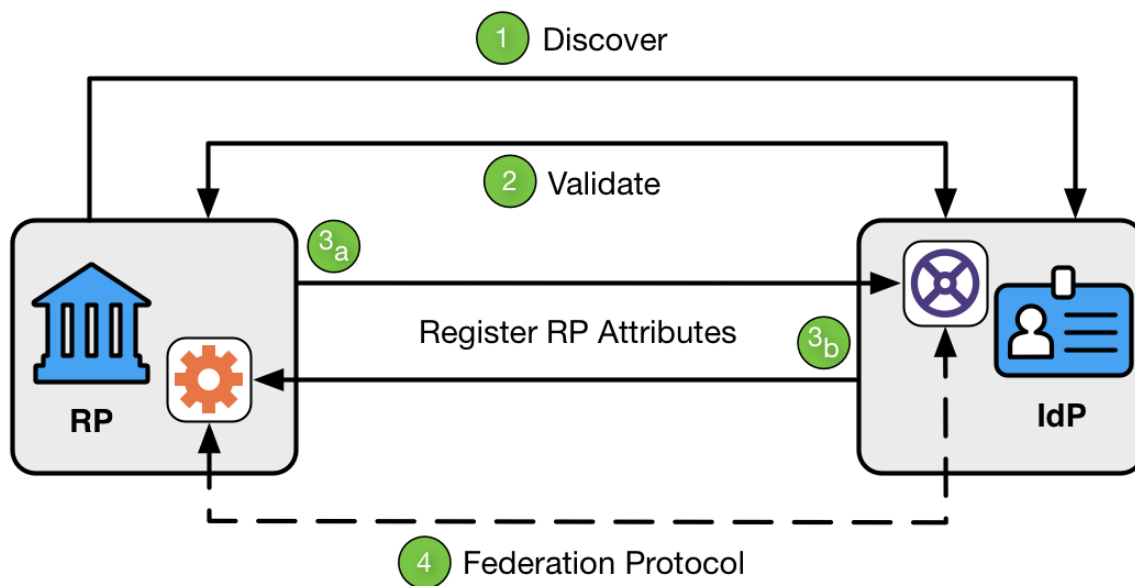 1 Discover
2 Validate
3a
Register RP Attributes
3b
RP
IdP
4 Federation Protocol